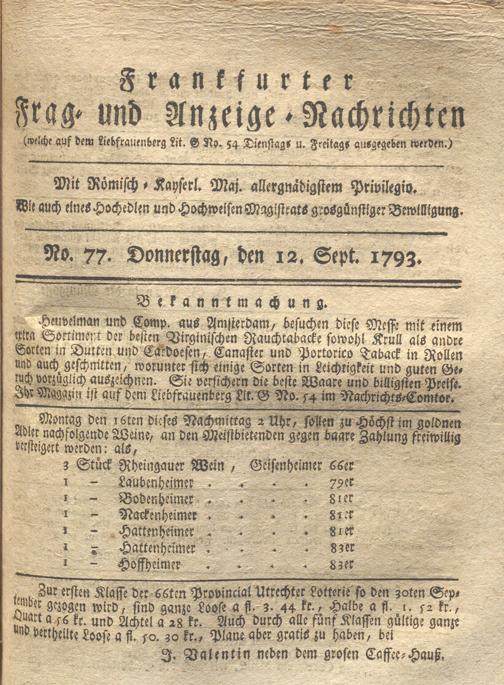 Frankfurter
Frag- und Anzeige-Nachrichten
(welche auf dem Liebfrauenberg Lit. G No. 54 Dienstags u. Freitags ausgegeben werden.)
Mit Römisch-Kayserl. Maj. allergnädigstem Privilegio.
Wie auch eines Hochedlen und Hochweisen Magistrats grosgünstiger Bewilligung.
No. 77. Donnerstag, den 12. Sept. 1793.
Bekanntmachung.
Heuvelman und Comp. aus Amsterdam, besuchen diese Messe mit einem
extra Sortiment der besten Virginischen Rauchtabacke sowohl Krull als andre
Sorten in Dutten und Cardoesen, Canaster und Portorico Taback in Rollen
und auch geschnitten, worunter sich einige Sorten in Leichtigkeit und guten Ge-
ruch vorzüglich auszeichnen. Sie versichern die beste Waare und billigsten Preise.
Ihr Magazin ist auf dem Liebfrauenberg Lit. G No. 54 im Nachrichts-Comtor.
Montag den 16ten dieses Nachmittag 2 Uhr, sollen zu Höchst im goldnen
Adler nachfolgende Weine, an den Meistbietenden gegen baare Zahlung freiwillig
versteigert werden: als,
3 Stück Rheingauer Wein, Geisenheimer 66er
1 — Laubenheimer . . . 79er
1 — Bodenheimer . . . 81er
1 — Nackenheimer . . . 81er
1 — Hattenheimer . . . 81er
1 — Hattenheimer . . . 83er
1 — Hoffheimer . . . 83er
Zur ersten Klasse der 66ten Provincial Utrechter Lotterie so den 30ten Sep-
tember gezogen wird, sind ganze Loose a fl. 3. 44 kr., Halbe a fl. 1. 52 kr.,
Quart a 56 kr. und Achtel a 28 kr. Auch durch alle fünf Klassen gültige ganze
und vertheilte Loose a fl. 50. 30 kr., Plane aber gratis zu haben, bei
J. Valentin neben dem grosen Caffee-Hauß.